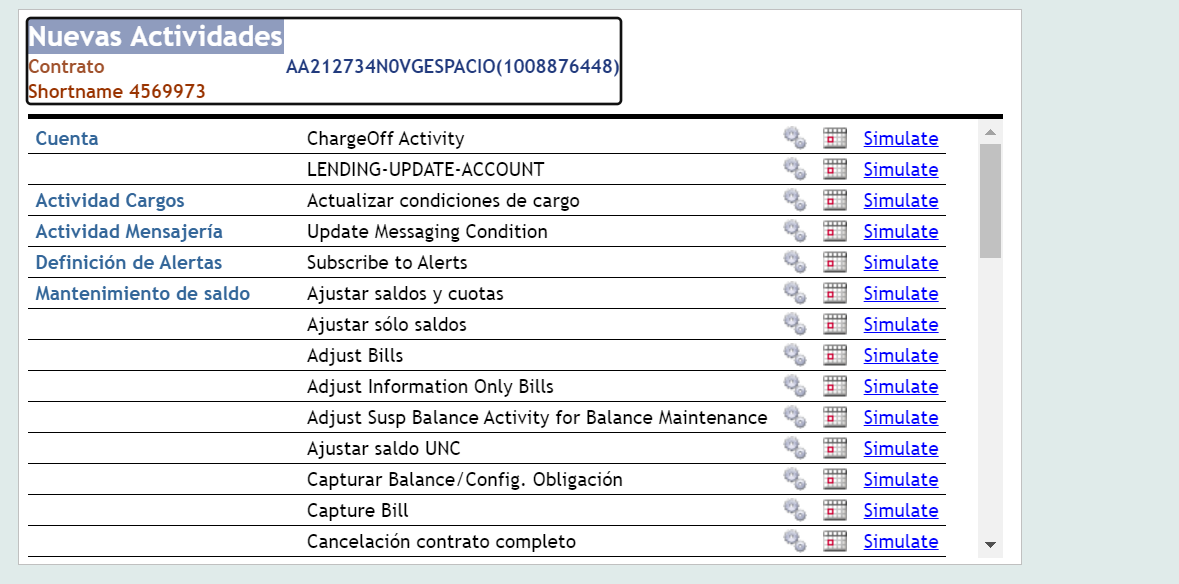 Nuevas Actividades
Contrato AA212734N0VGESPACIO(1008876448)
Shortname 4569973
Cuenta ChargeOff Activity Simulate
LENDING-UPDATE-ACCOUNT Simulate
Actividad Cargos Actualizar condiciones de cargo Simulate
Actividad Mensajería Update Messaging Condition Simulate
Definición de Alertas Subscribe to Alerts Simulate
Mantenimiento de saldo Ajustar saldos y cuotas Simulate
Ajustar sólo saldos Simulate
Adjust Bills Simulate
Adjust Information Only Bills Simulate
Adjust Susp Balance Activity for Balance Maintenance Simulate
Ajustar saldo UNC Simulate
Capturar Balance/Config. Obligación Simulate
Capture Bill Simulate
Cancelación contrato completo Simulate